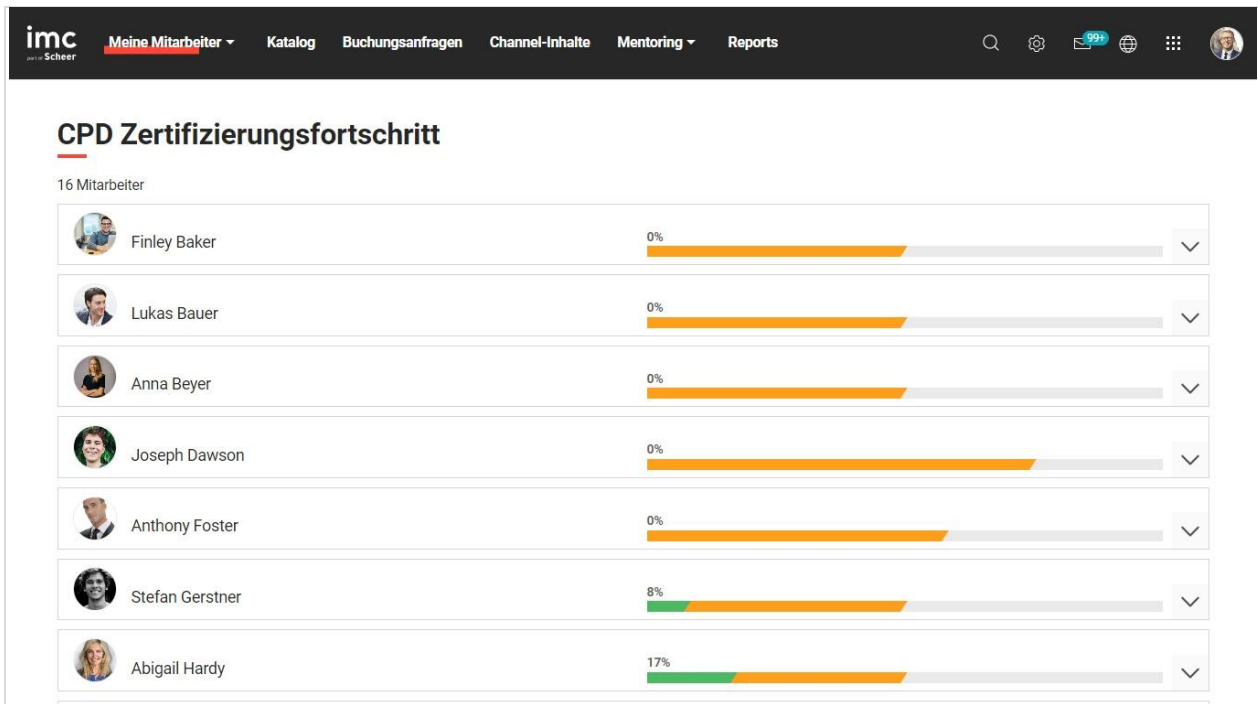 imc
part of Scheer
Meine Mitarbeiter
Katalog
Buchungsanfragen
Channel-Inhalte
Mentoring
Reports
99+
CPD Zertifizierungsfortschritt
16 Mitarbeiter
Finley Baker
0%
Lukas Bauer
0%
Anna Beyer
0%
Joseph Dawson
0%
Anthony Foster
0%
Stefan Gerstner
8%
Abigail Hardy
17%